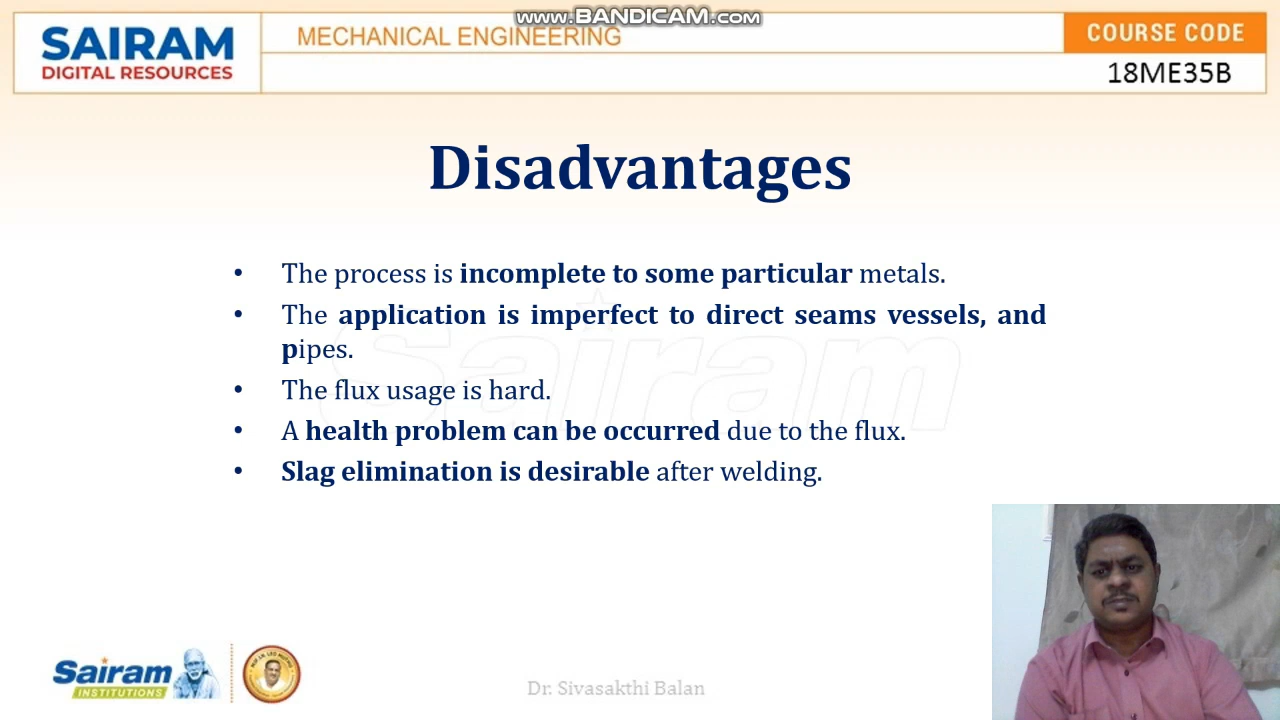 www.BANDICAM.com
SAIRAM
DIGITAL RESOURCES
MECHANICAL ENGINEERING
COURSE CODE
18ME35B
Disadvantages
• The process is incomplete to some particular metals.
• The application is imperfect to direct seams vessels, and
pipes.
• The flux usage is hard.
• A health problem can be occurred due to the flux.
• Slag elimination is desirable after welding.
Sairam
Sairam
INSTITUTIONS
Dr. Sivasakthi Balan